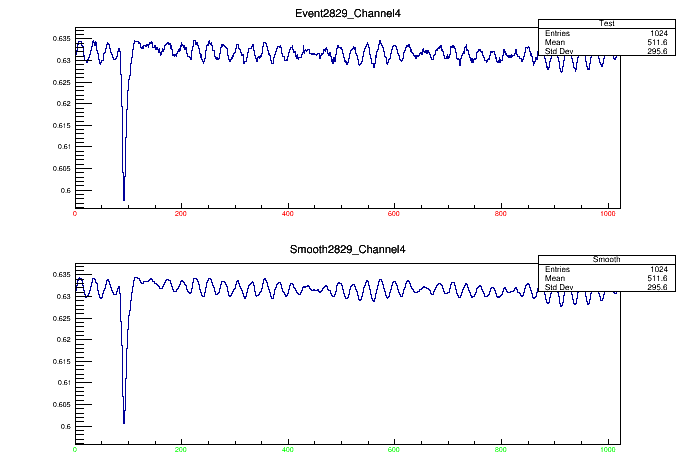 Event2829_Channel4
Test
Entries 1024
Mean 511.6
Std Dev 295.6
0.635
0.63
0.625
0.62
0.615
0.61
0.605
0.6
0 200 400 600 800 1000
Smooth2829_Channel4
Smooth
Entries 1024
Mean 511.6
Std Dev 295.6
0.635
0.63
0.625
0.62
0.615
0.61
0.605
0.6
0 200 400 600 800 1000